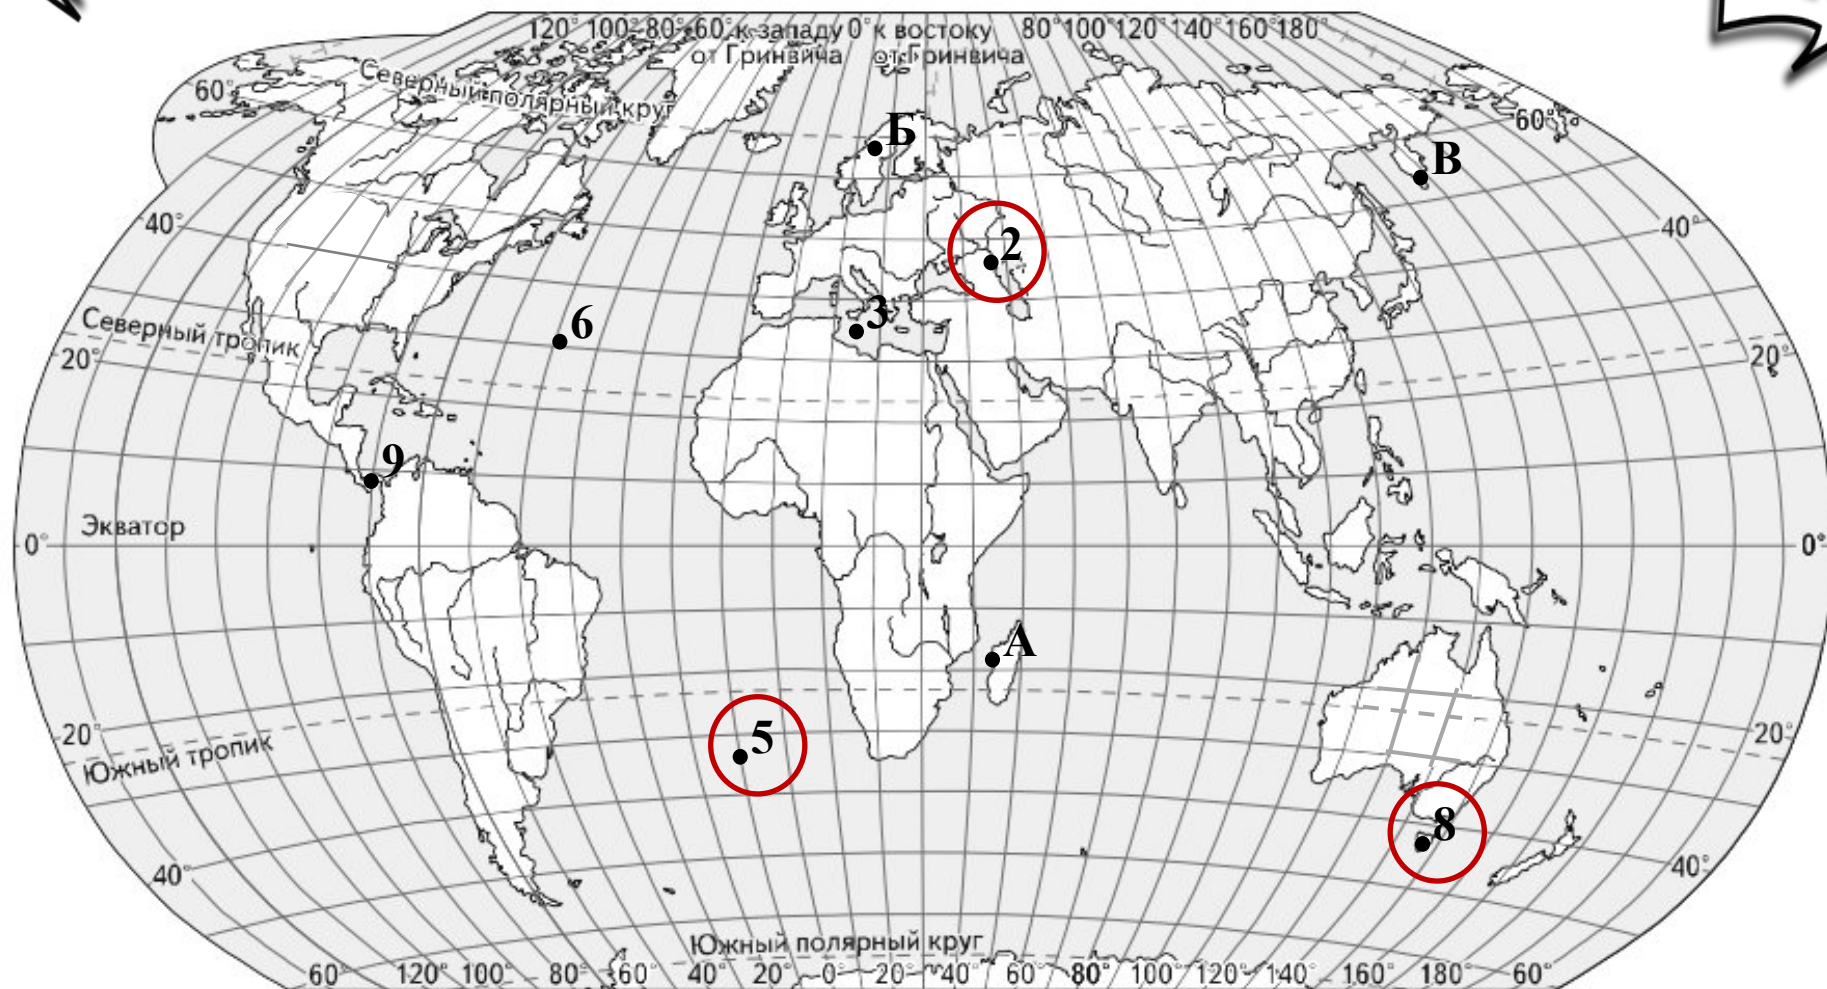 120° 100° 80° 60° к западу 0° к востоку 80° 100° 120° 140° 160° 180°
от Гринвича от Гринвича
Северный полярный круг
60°
60°
Б
В
40°
40°
2
3
6
Северный тропик
20°
20°
9
Экватор
0°
0°
А
5
20°
20°
Южный тропик
8
40°
40°
Южный полярный круг
60° 120° 100° 80° 60° 40° 20° 0° 20° 40° 60° 80° 100° 120° 140° 160° 180° 60°